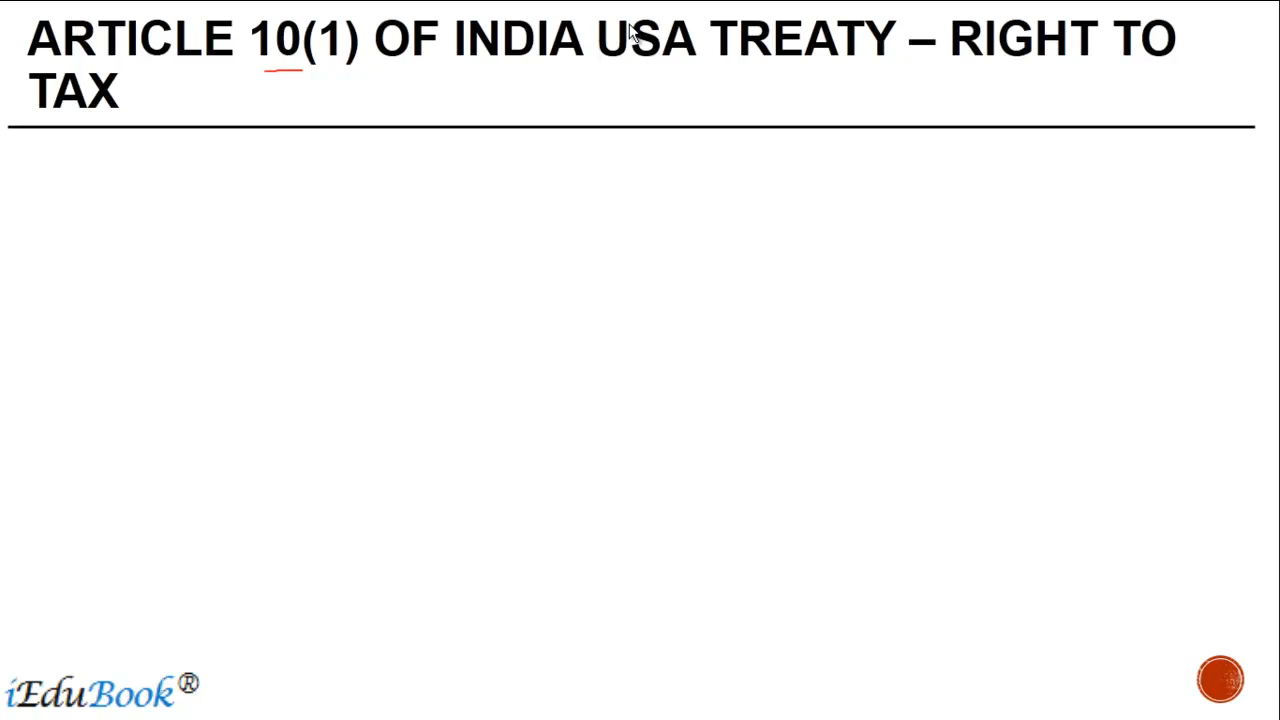 ARTICLE 10(1) OF INDIA USA TREATY – RIGHT TO
TAX
iEduBook®